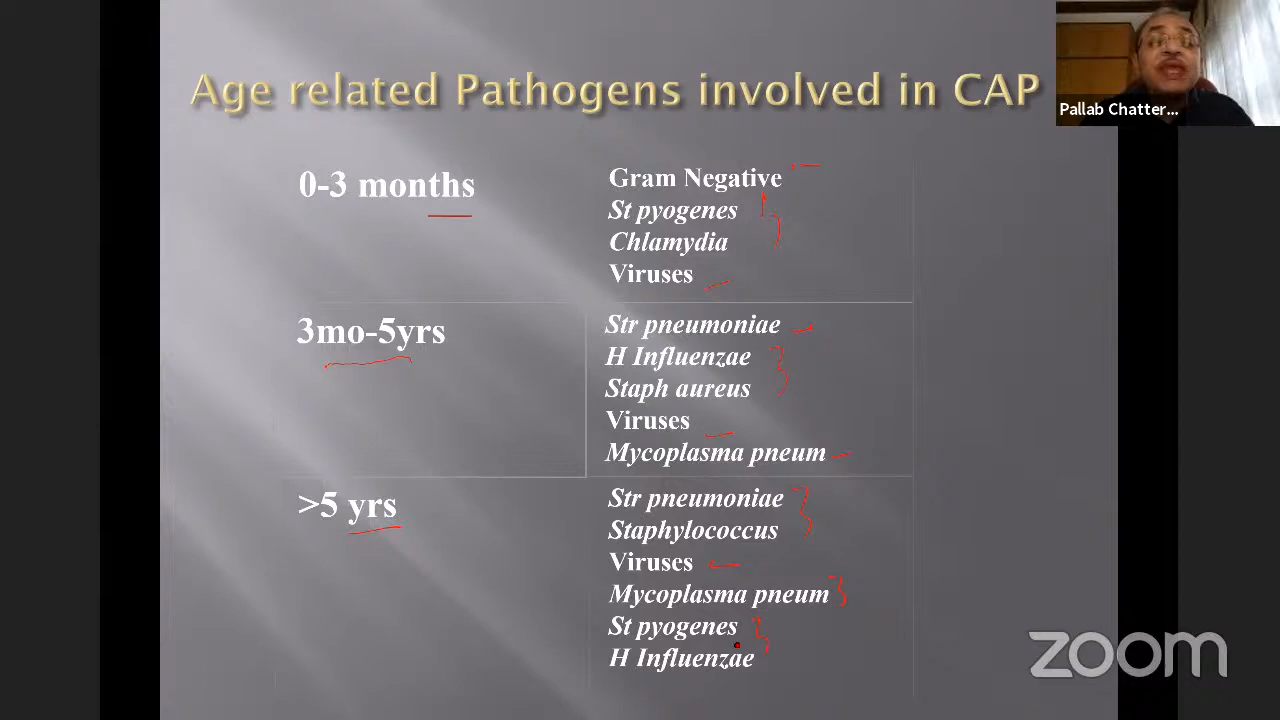 Age related Pathogens involved in CAP
Pallab Chatter...
0-3 months
Gram Negative
St pyogenes
Chlamydia
Viruses
3mo-5yrs
Str pneumoniae
H Influenzae
Staph aureus
Viruses
Mycoplasma pneum
>5 yrs
Str pneumoniae
Staphylococcus
Viruses
Mycoplasma pneum
St pyogenes
H Influenzae
zoom